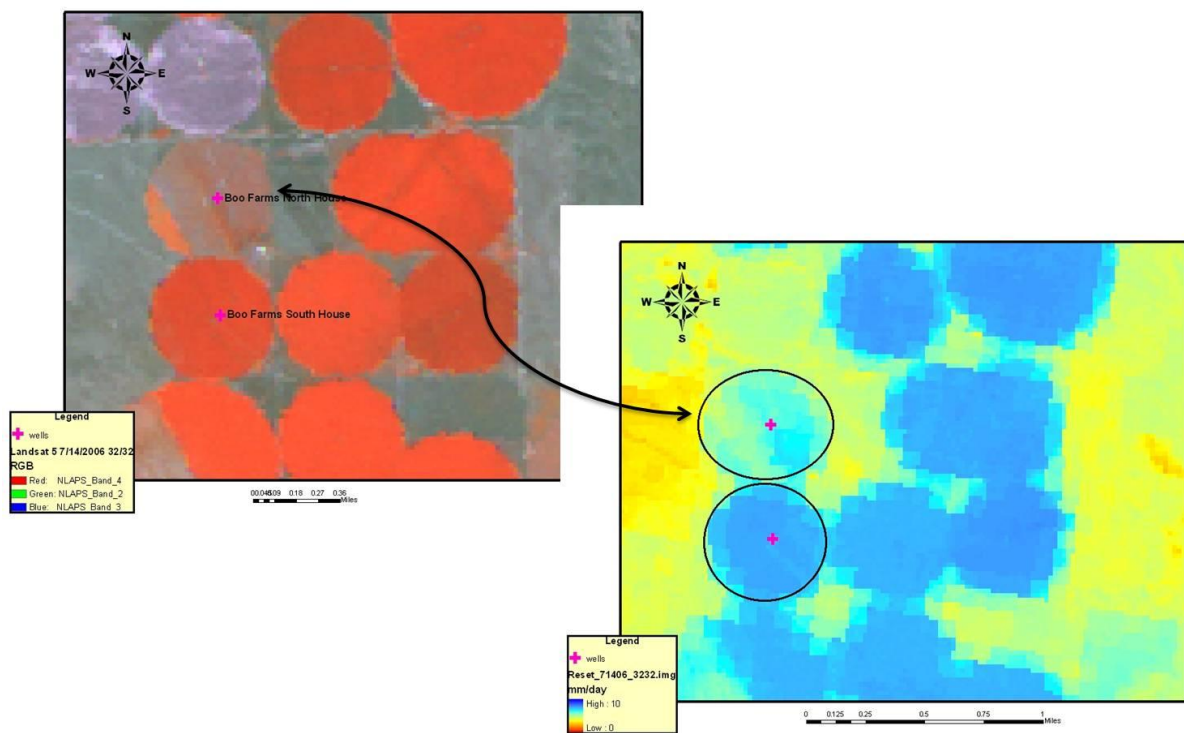 N
W E
S
Boo Farms North House
Boo Farms South House
Legend
wells
Landsat 5 7/14/2006 32/32
RGB
Red: NLAPS_Band_4
Green: NLAPS_Band_2
Blue: NLAPS_Band_3
0.18 0.27 0.36
Miles
N
W E
S
Legend
wells
Reset_71406_3232.img
mm/day
High : 10
Low : 0
0 0.125 0.25 0.5 0.75 1
Miles